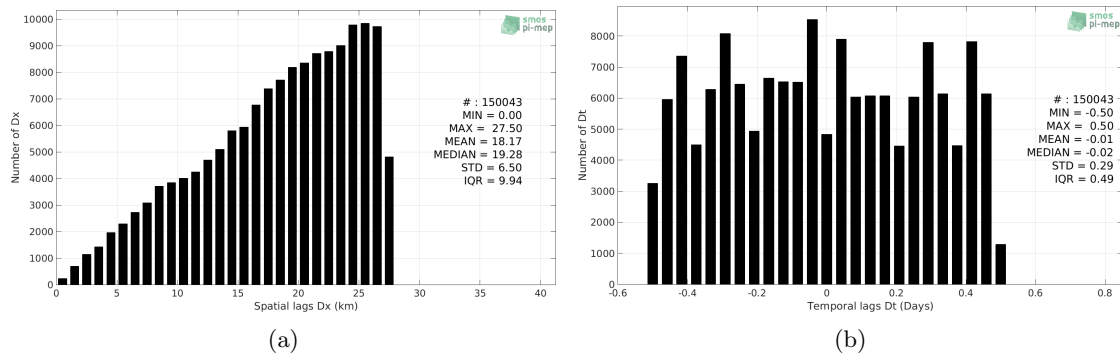 smos
pi-mep
10000
9000
8000
7000
6000
5000
4000
3000
2000
1000
0
Number of Dx
# : 150043
MIN = 0.00
MAX = 27.50
MEAN = 18.17
MEDIAN = 19.28
STD = 6.50
IQR = 9.94
0 5 10 15 20 25 30 35 40
Spatial lags Dx (km)
(a)
smos
pi-mep
8000
7000
6000
5000
4000
3000
2000
1000
0
Number of Dt
# : 150043
MIN = -0.50
MAX = 0.50
MEAN = -0.01
MEDIAN = -0.02
STD = 0.29
IQR = 0.49
-0.6 -0.4 -0.2 0 0.2 0.4 0.6 0.8
Temporal lags Dt (Days)
(b)